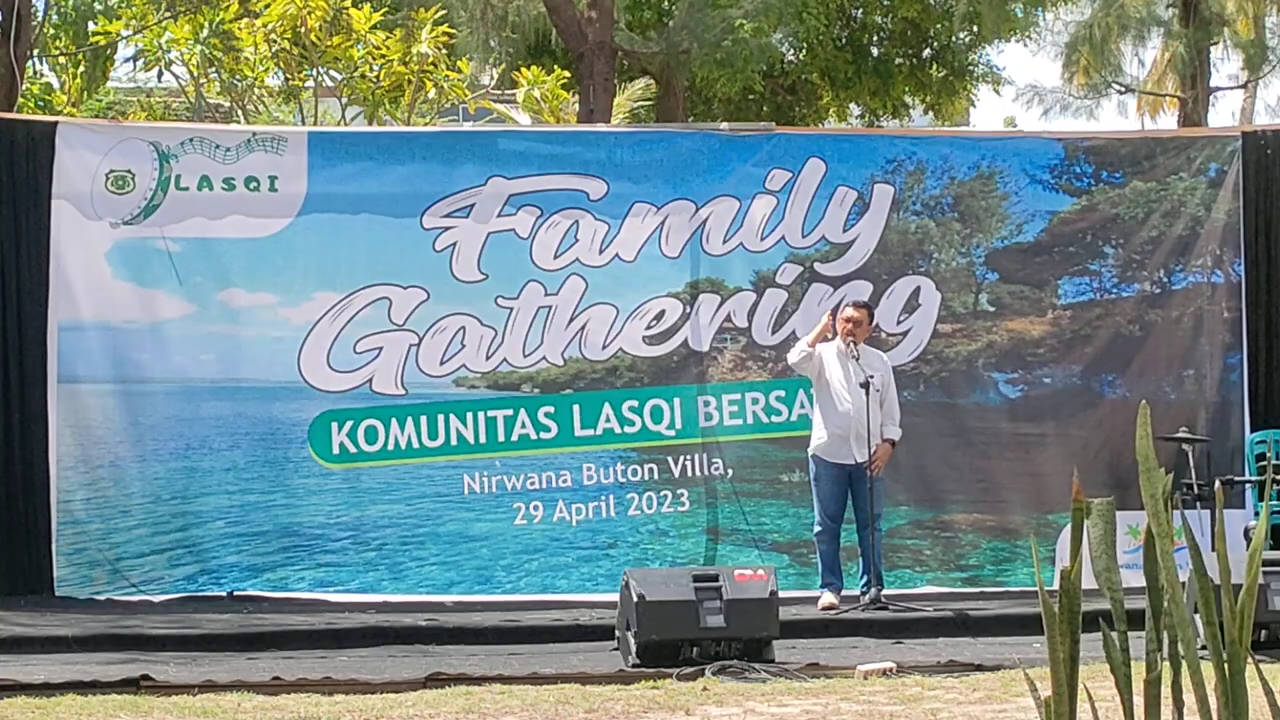 LASQI
Family
Gathering
KOMUNITAS LASQI BERSA
Nirwana Buton Villa,
29 April 2023